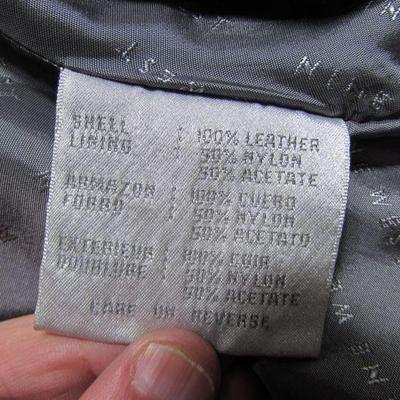 SHELL : 100% LEATHER
LINING : 50% NYLON
50% ACETATE
ARMAZON : 100% CUERO
FORRO : 50% NYLON
50% ACETATO
EXTERIEUR : 100% CUIR
DOUBLURE : 50% NYLON
50% ACETATE
CARE ON REVERSE